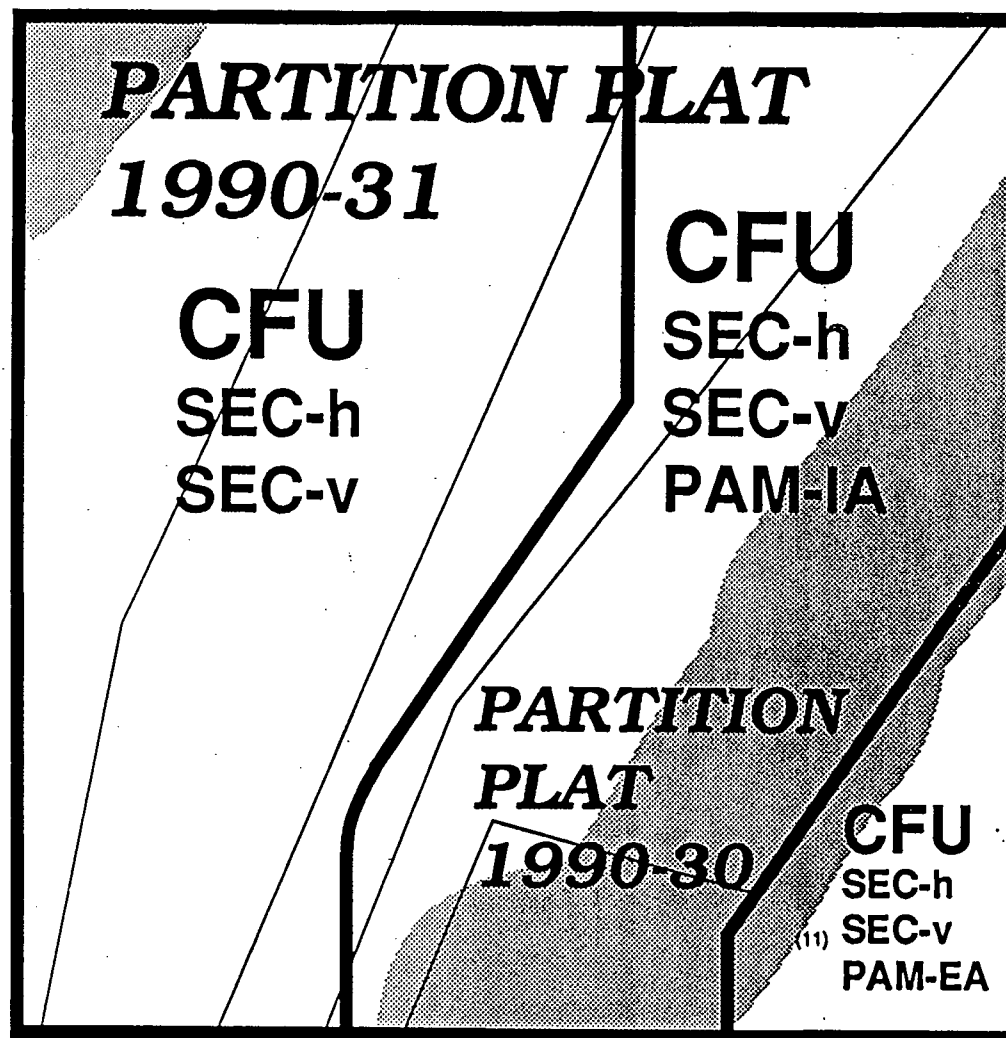 PARTITION PLAT
1990-31
CFU
SEC-h
SEC-v
CFU
SEC-h
SEC-v
PAM-IA
PARTITION
PLAT
1990-30
CFU
SEC-h
(11) SEC-v
PAM-EA